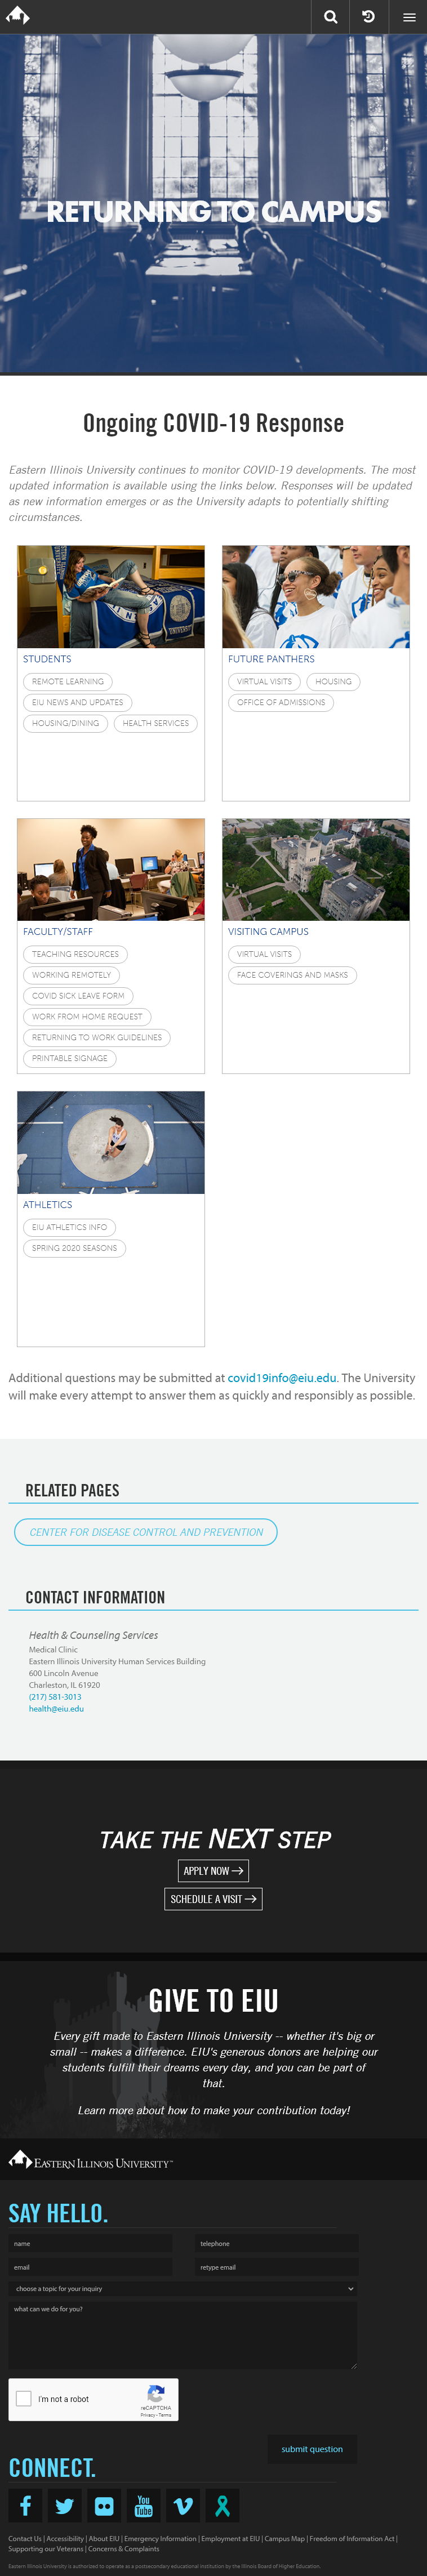 RETURNING TO CAMPUS
Ongoing COVID-19 Response
Eastern Illinois University continues to monitor COVID-19 developments. The most
update information is available using the links below. Responses will be updated
as new information emerges or as the University adapts to potentially shifting
circumstances.
STUDENTS
REMOTE LEARNING
EIU NEWS AND UPDATES
HOUSING/DINING
HEALTH SERVICES
FUTURE PANTHERS
VIRTUAL VISITS
HOUSING
OFFICE OF ADMISSIONS
FACULTY/STAFF
TEACHING RESOURCES
WORKING REMOTELY
COVID SICK LEAVE FORM
WORK FROM HOME REQUEST
RETURNING TO WORK GUIDELINES
PRINTABLE SIGNAGE
VISITING CAMPUS
VIRTUAL VISITS
FACE COVERINGS AND MASKS
ATHLETICS
EIU ATHLETICS INFO
SPRING 2020 SEASONS
Additional questions may be submitted at covid19info@eiu.edu. The University
will make every attempt to answer them as quickly and responsibly as possible.
RELATED PAGES
CENTER FOR DISEASE CONTROL AND PREVENTION
CONTACT INFORMATION
Health & Counseling Services
Medical Clinic
Eastern Illinois University Human Services Building
600 Lincoln Avenue
Charleston, IL 61920
(217) 581-3013
health@eiu.edu
TAKE THE NEXT STEP
APPLY NOW
SCHEDULE A VISIT
GIVE TO EIU
Every gift made to Eastern Illinois University -- whether it's big or
small -- makes a difference. EIU's generous donors are helping our
students fulfill their dreams every day, and you can be part of
that.
Learn more about how to make your contribution today!
EASTERN ILLINOIS UNIVERSITY™
SAY HELLO.
name
telephone
email
retype email
choose a topic for your inquiry
what can we do for you?
I'm not a robot
reCAPTCHA
Privacy - Terms
submit question
CONNECT.
You Tube
Contact Us | Accessibility | About EIU | Emergency Information | Employment at EIU | Campus Map | Freedom of Information Act |
Supporting our Veterans | Concerns & Complaints
Eastern Illinois University is authorized to operate as a postsecondary educational institution by the Illinois Board of Higher Education.